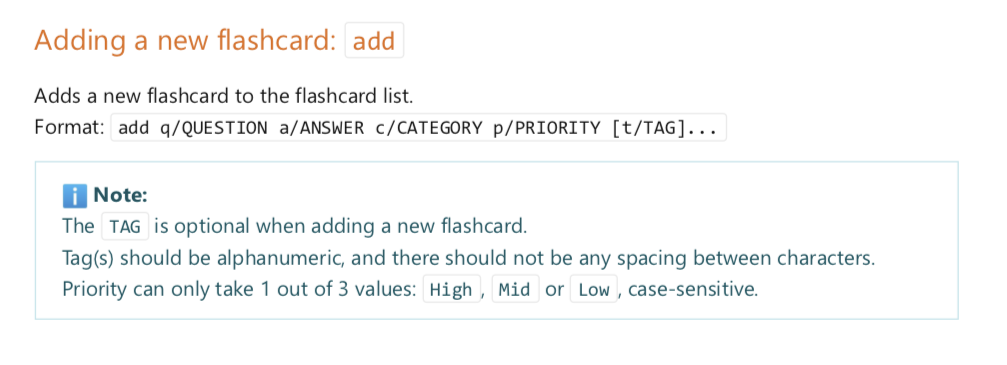 Adding a new flashcard: add
Adds a new flashcard to the flashcard list.
Format: add q/QUESTION a/ANSWER c/CATEGORY p/PRIORITY [t/TAG]...
ℹ️ Note:
The TAG is optional when adding a new flashcard.
Tag(s) should be alphanumeric, and there should not be any spacing between characters.
Priority can only take 1 out of 3 values: High, Mid or Low, case-sensitive.